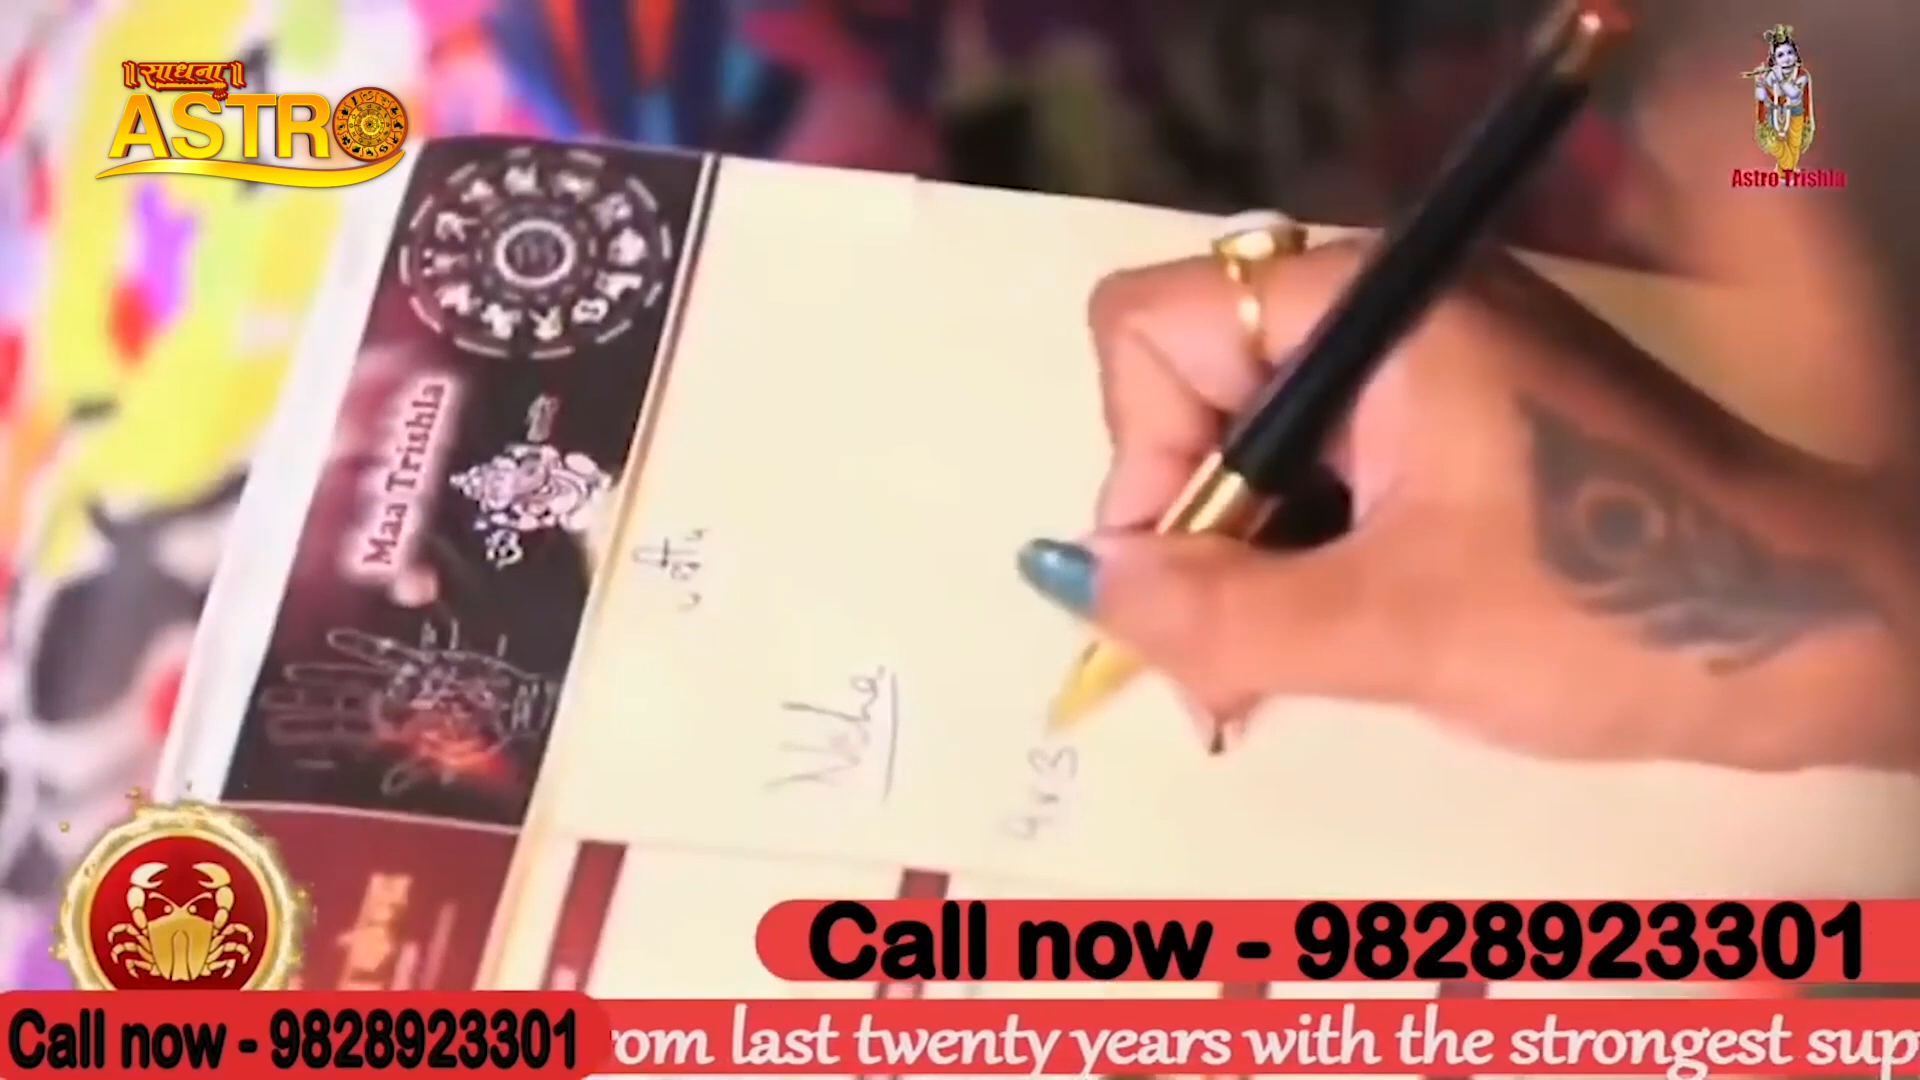 ॥साधना॥
ASTRO
Astro Trishla
Maa Trishla
Neha
Call now - 9828923301
Call now - 9828923301
rom last twenty years with the strongest sup